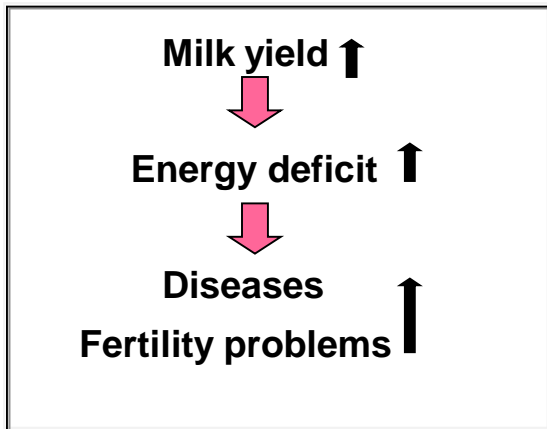 Milk yield
Energy deficit
Diseases
Fertility problems